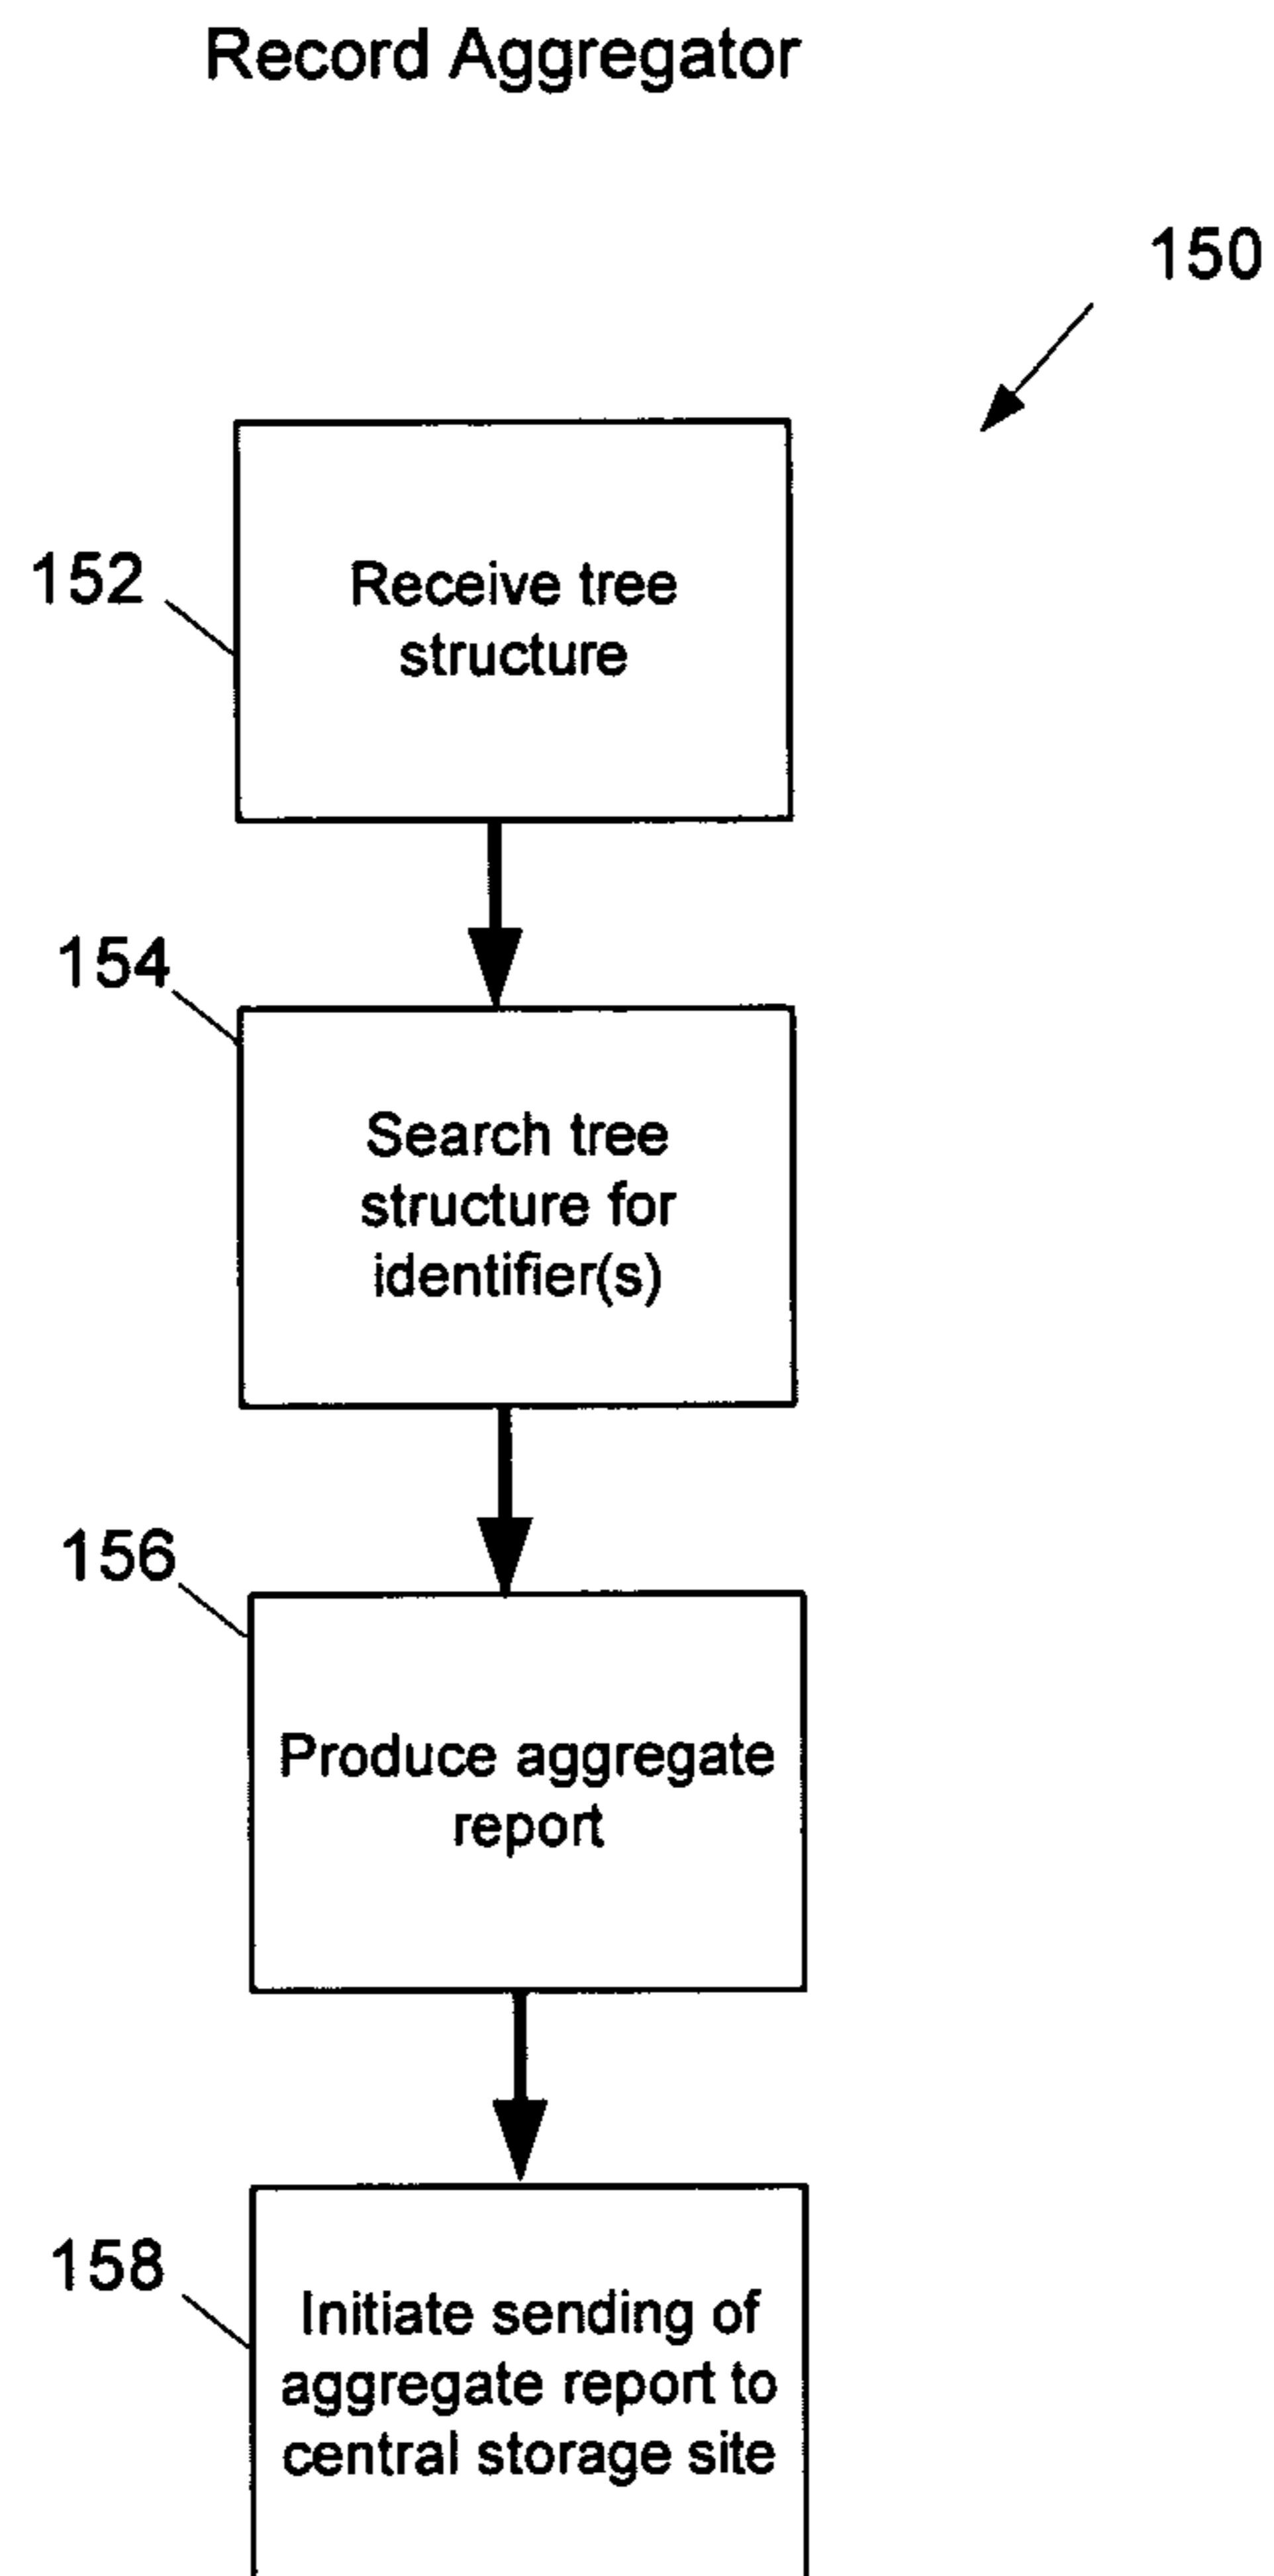 Record Aggregator
150
152
Receive tree
structure
154
Search tree
structure for
identifier(s)
156
Produce aggregate
report
158
Initiate sending of
aggregate report to
central storage site